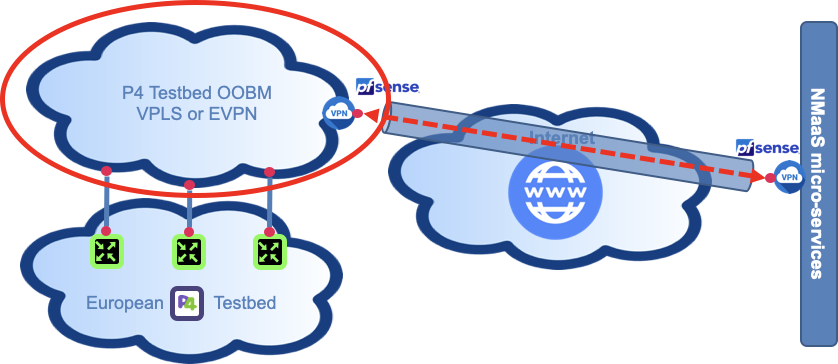 P4 Testbed OOBM
VPLS or EVPN
VPN
pfsense
Internet
WWW
pfsense
VPN
NMaaS micro-services
European P4 Testbed